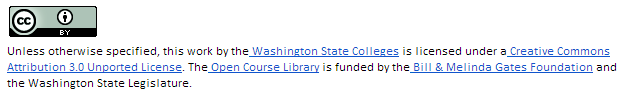 cc BY
Unless otherwise specified, this work by the Washington State Colleges is licensed under a Creative Commons
Attribution 3.0 Unported License. The Open Course Library is funded by the Bill & Melinda Gates Foundation and
the Washington State Legislature.